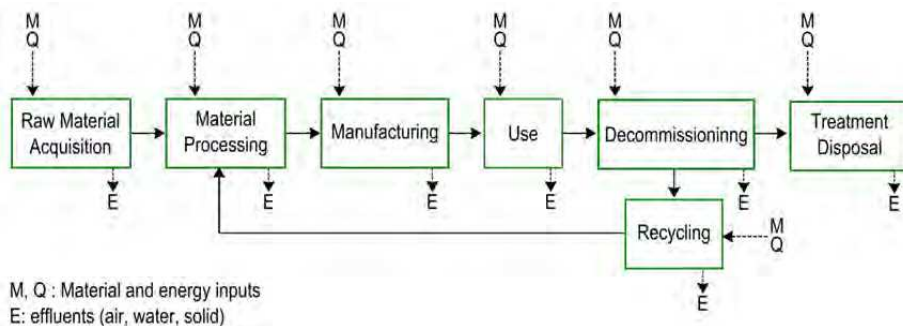 M
Q
M
Q
M
Q
M
Q
M
Q
M
Q
Raw Material
Acquisition
Material
Processing
Manufacturing
Use
Decommissioninng
Treatment
Disposal
E
E
E
E
E
E
Recycling
M
Q
E
M, Q : Material and energy inputs
E: effluents (air, water, solid)